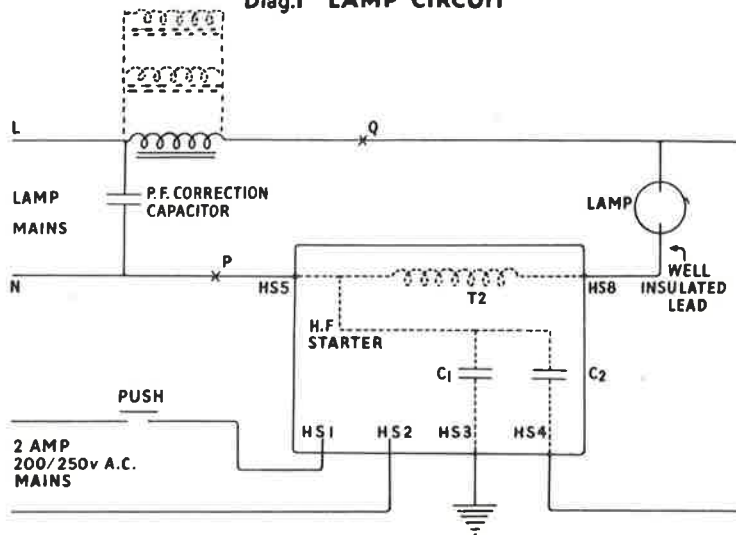 Diag.1 LAMP CIRCUIT
L
Q
LAMP
MAINS
P.F. CORRECTION
CAPACITOR
LAMP
P
N
HS5
T2
HS8
WELL
INSULATED
LEAD
H.F
STARTER
C1
C2
PUSH
HS1
HS2
HS3
HS4
2 AMP
200/250v A.C.
MAINS